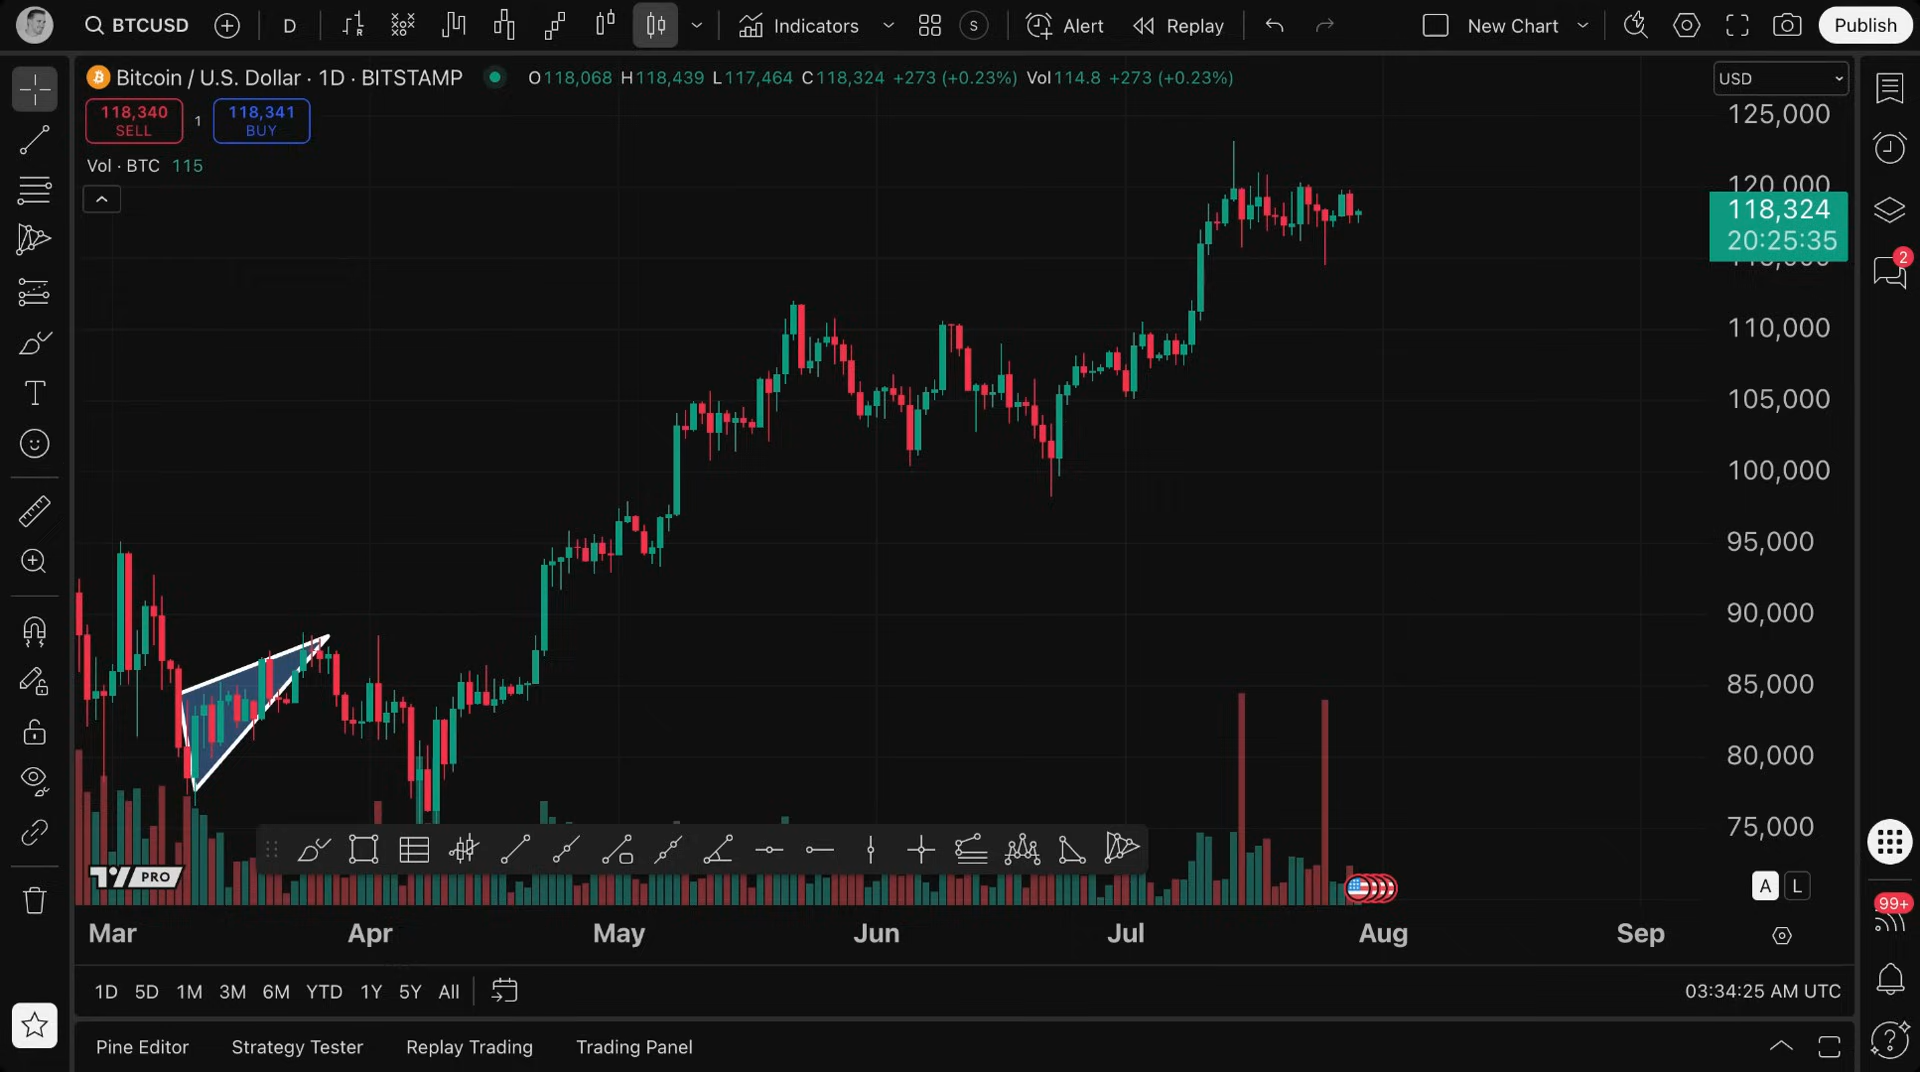 BTCUSD D Indicators S Alert Replay New Chart Publish
Bitcoin / U.S. Dollar · 1D · BITSTAMP O118,068 H118,439 L117,464 C118,324 +273 (+0.23%) Vol114.8 +273 (+0.23%)
USD
118,340
SELL
1
118,341
BUY
Vol · BTC 115
125,000
120,000
118,324
20:25:35
110,000
105,000
100,000
95,000
90,000
85,000
80,000
75,000
2
PRO
A L
99+
Mar Apr May Jun Jul Aug Sep
1D 5D 1M 3M 6M YTD 1Y 5Y All
03:34:25 AM UTC
Pine Editor Strategy Tester Replay Trading Trading Panel